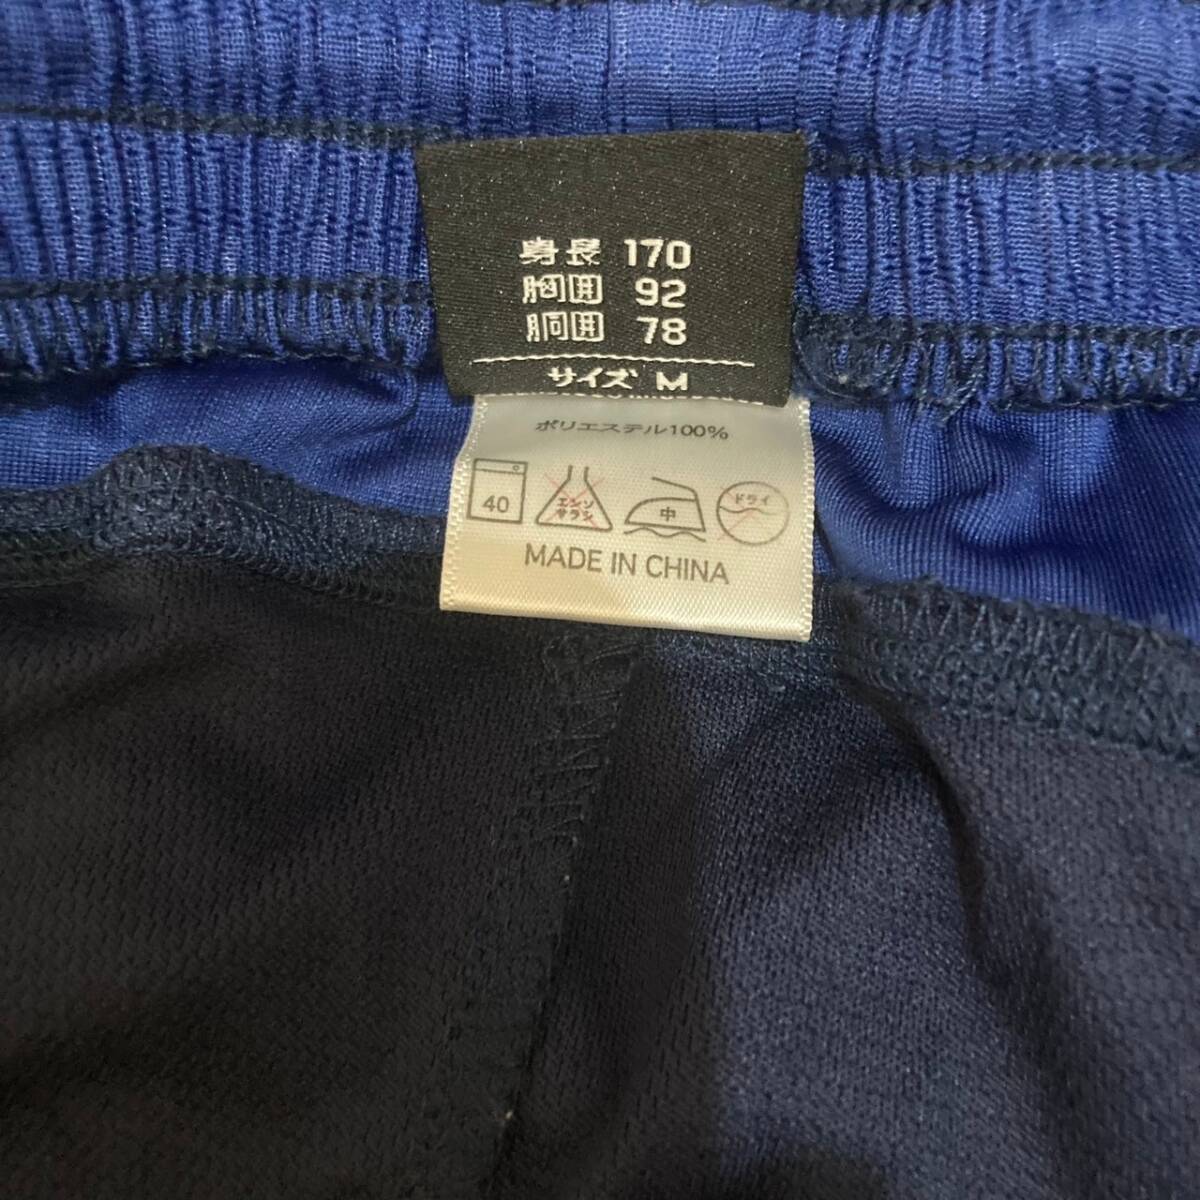 身長 170
胸囲 92
胴囲 78
サイズ M
ポリエステル100%
40 エンソ 中 ドライ
サラシ
MADE IN CHINA